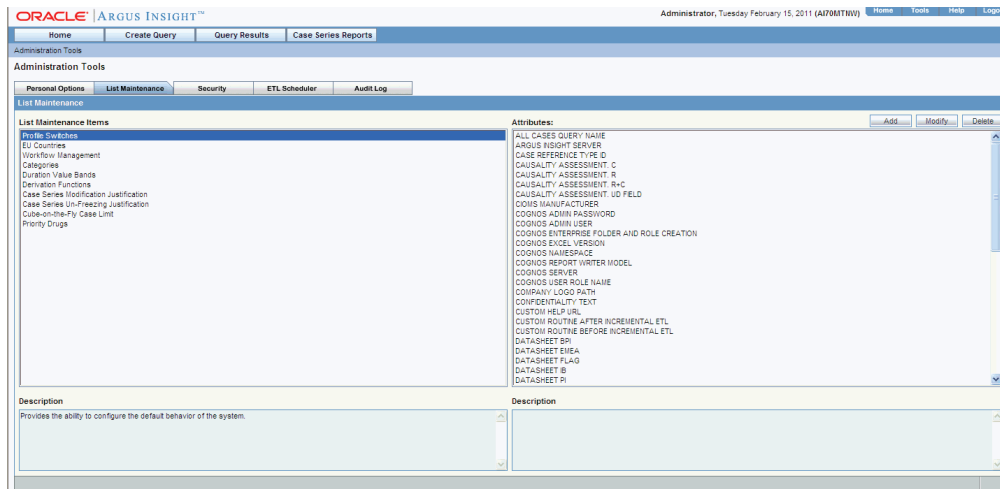 ORACLE® ARGUS INSIGHT™
Administrator, Tuesday February 15, 2011 (AI70MTNW)
Home Tools Help Logo
Home Create Query Query Results Case Series Reports
Administration Tools
Administration Tools
Personal Options List Maintenance Security ETL Scheduler Audit Log
List Maintenance
List Maintenance Items
Profile Switches
EU Countries
Workflow Management
Categories
Duration Value Bands
Derivation Functions
Case Series Modification Justification
Case Series Un-Freezing Justification
Cube-on-the-Fly Case Limit
Priority Drugs
Attributes:
Add Modify Delete
ALL CASES QUERY NAME
ARGUS INSIGHT SERVER
CASE REFERENCE TYPE ID
CAUSALITY ASSESSMENT. C
CAUSALITY ASSESSMENT. R
CAUSALITY ASSESSMENT. R+C
CAUSALITY ASSESSMENT. UD FIELD
CIOMS MANUFACTURER
COGNOS ADMIN PASSWORD
COGNOS ADMIN USER
COGNOS ENTERPRISE FOLDER AND ROLE CREATION
COGNOS EXCEL VERSION
COGNOS NAMESPACE
COGNOS REPORT WRITER MODEL
COGNOS SERVER
COGNOS USER ROLE NAME
COMPANY LOGO PATH
CONFIDENTIALITY TEXT
CUSTOM HELP URL
CUSTOM ROUTINE AFTER INCREMENTAL ETL
CUSTOM ROUTINE BEFORE INCREMENTAL ETL
DATASHEET BPI
DATASHEET EMEA
DATASHEET FLAG
DATASHEET IB
DATASHEET PI
Description
Provides the ability to configure the default behavior of the system.
Description